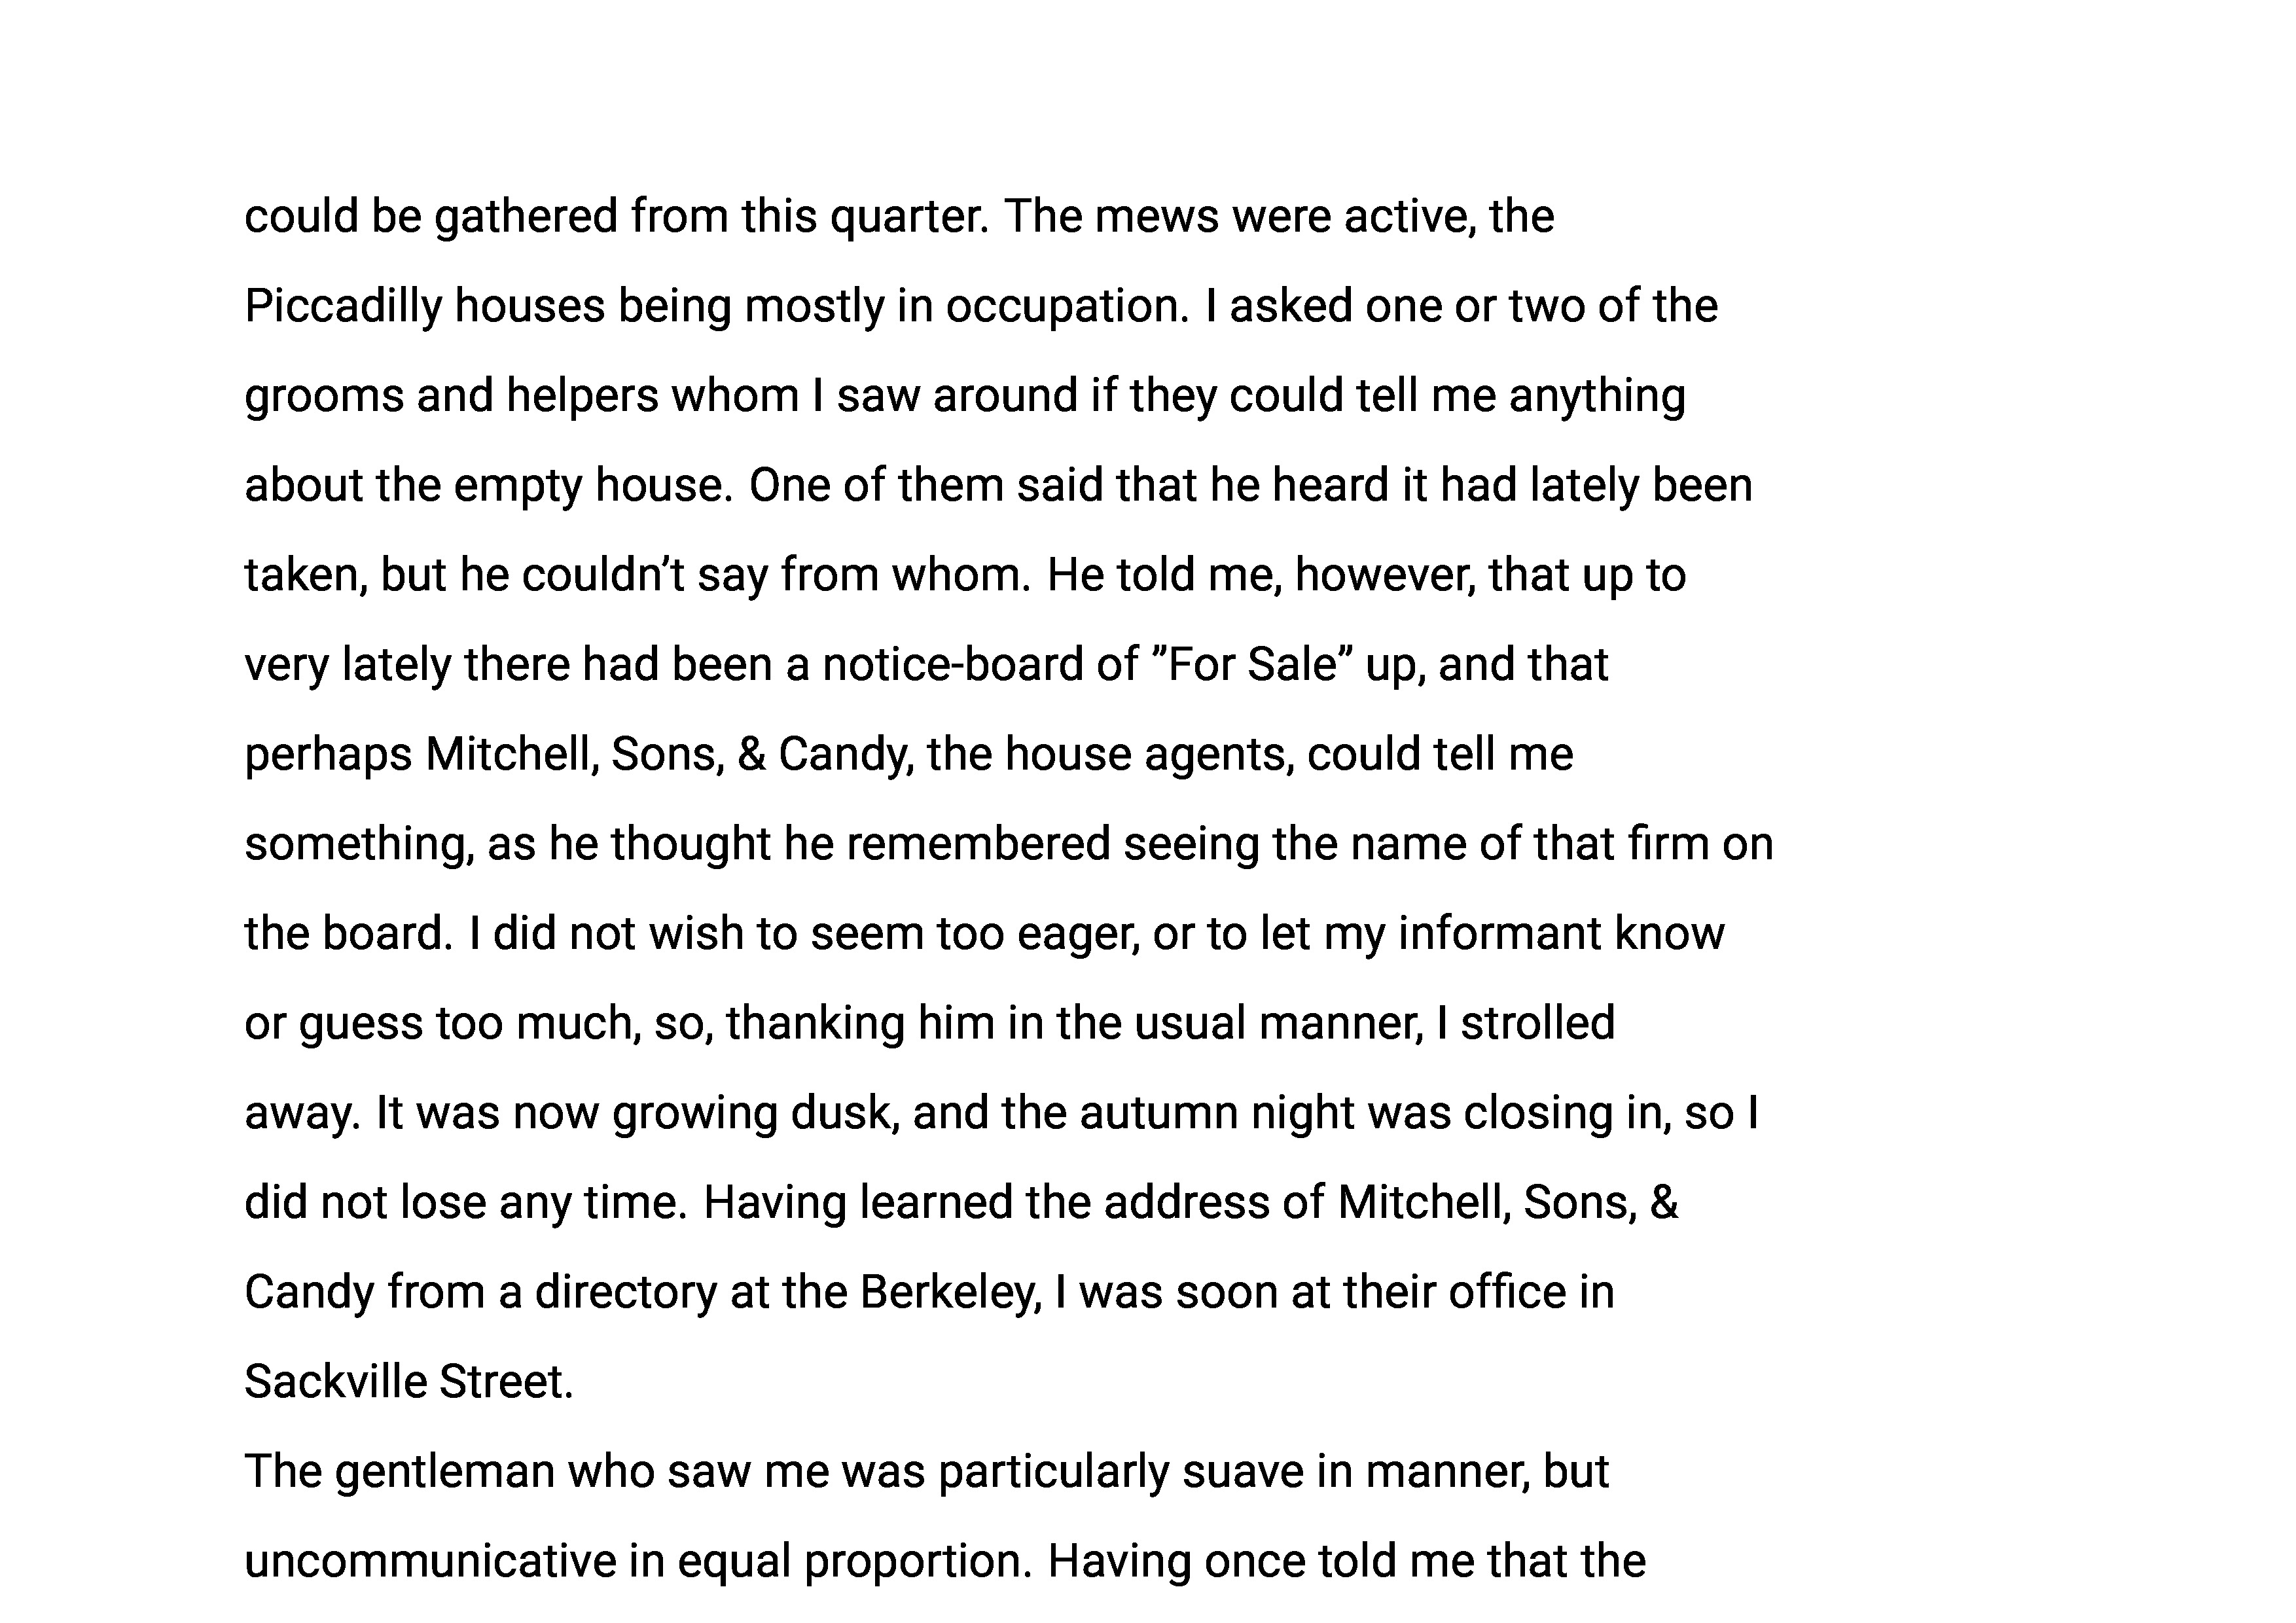 could be gathered from this quarter. The mews were active, the
Piccadilly houses being mostly in occupation. I asked one or two of the
grooms and helpers whom I saw around if they could tell me anything
about the empty house. One of them said that he heard it had lately been
taken, but he couldn’t say from whom. He told me, however, that up to
very lately there had been a notice-board of ”For Sale” up, and that
perhaps Mitchell, Sons, & Candy, the house agents, could tell me
something, as he thought he remembered seeing the name of that firm on
the board. I did not wish to seem too eager, or to let my informant know
or guess too much, so, thanking him in the usual manner, I strolled
away. It was now growing dusk, and the autumn night was closing in, so I
did not lose any time. Having learned the address of Mitchell, Sons, &
Candy from a directory at the Berkeley, I was soon at their office in
Sackville Street.
The gentleman who saw me was particularly suave in manner, but
uncommunicative in equal proportion. Having once told me that the